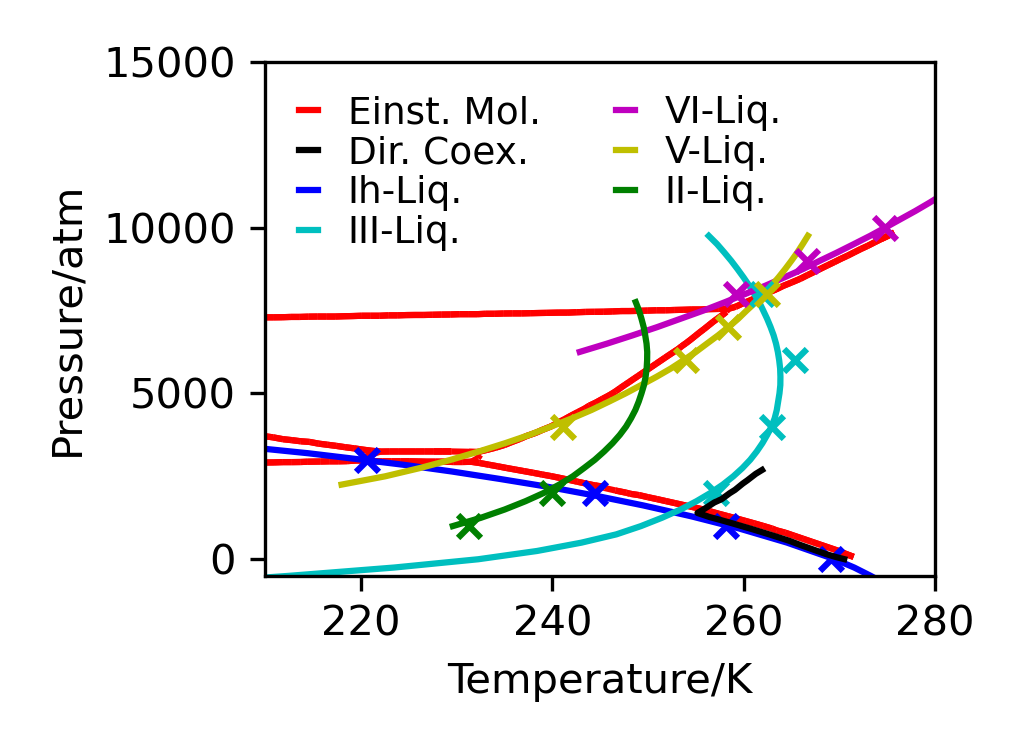 15000
10000
5000
0
Pressure/atm
Einst. Mol.
Dir. Coex.
Ih-Liq.
III-Liq.
VI-Liq.
V-Liq.
II-Liq.
220
240
260
280
Temperature/K